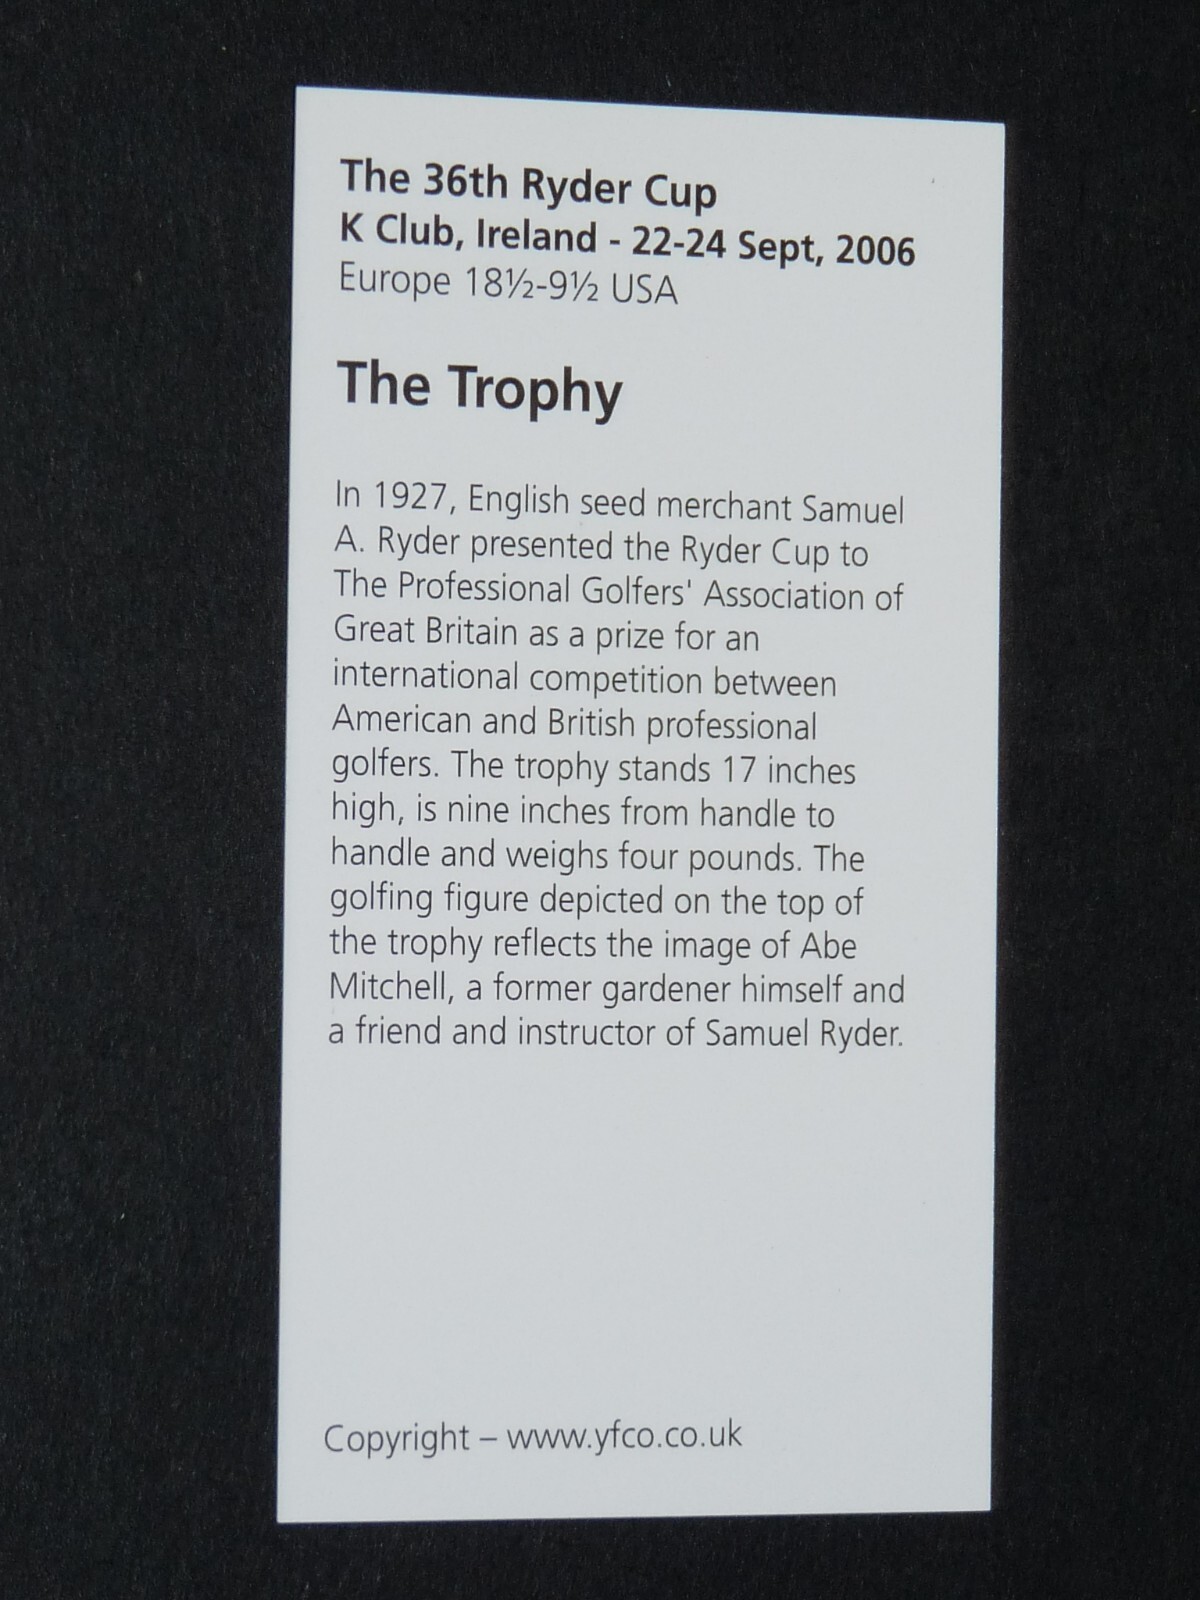 The 36th Ryder Cup
K Club, Ireland - 22-24 Sept, 2006
Europe 18½-9½ USA
The Trophy
In 1927, English seed merchant Samuel
A. Ryder presented the Ryder Cup to
The Professional Golfers' Association of
Great Britain as a prize for an
international competition between
American and British professional
golfers. The trophy stands 17 inches
high, is nine inches from handle to
handle and weighs four pounds. The
golfing figure depicted on the top of
the trophy reflects the image of Abe
Mitchell, a former gardener himself and
a friend and instructor of Samuel Ryder.
Copyright – www.yfco.co.uk